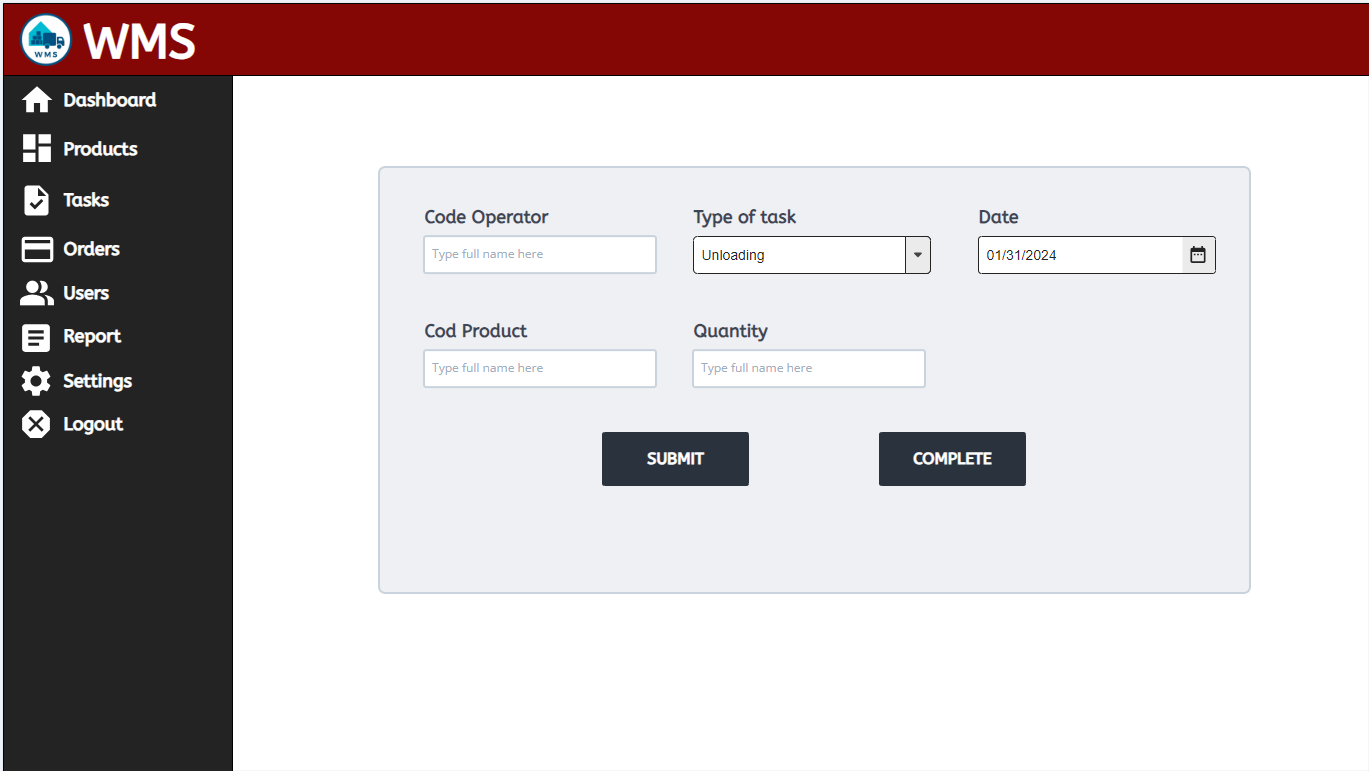 WMS
WMS
Dashboard
Products
Tasks
Orders
Users
Report
Settings
Logout
Code Operator
Type full name here
Type of task
Unloading
Date
01/31/2024
Cod Product
Type full name here
Quantity
Type full name here
SUBMIT
COMPLETE